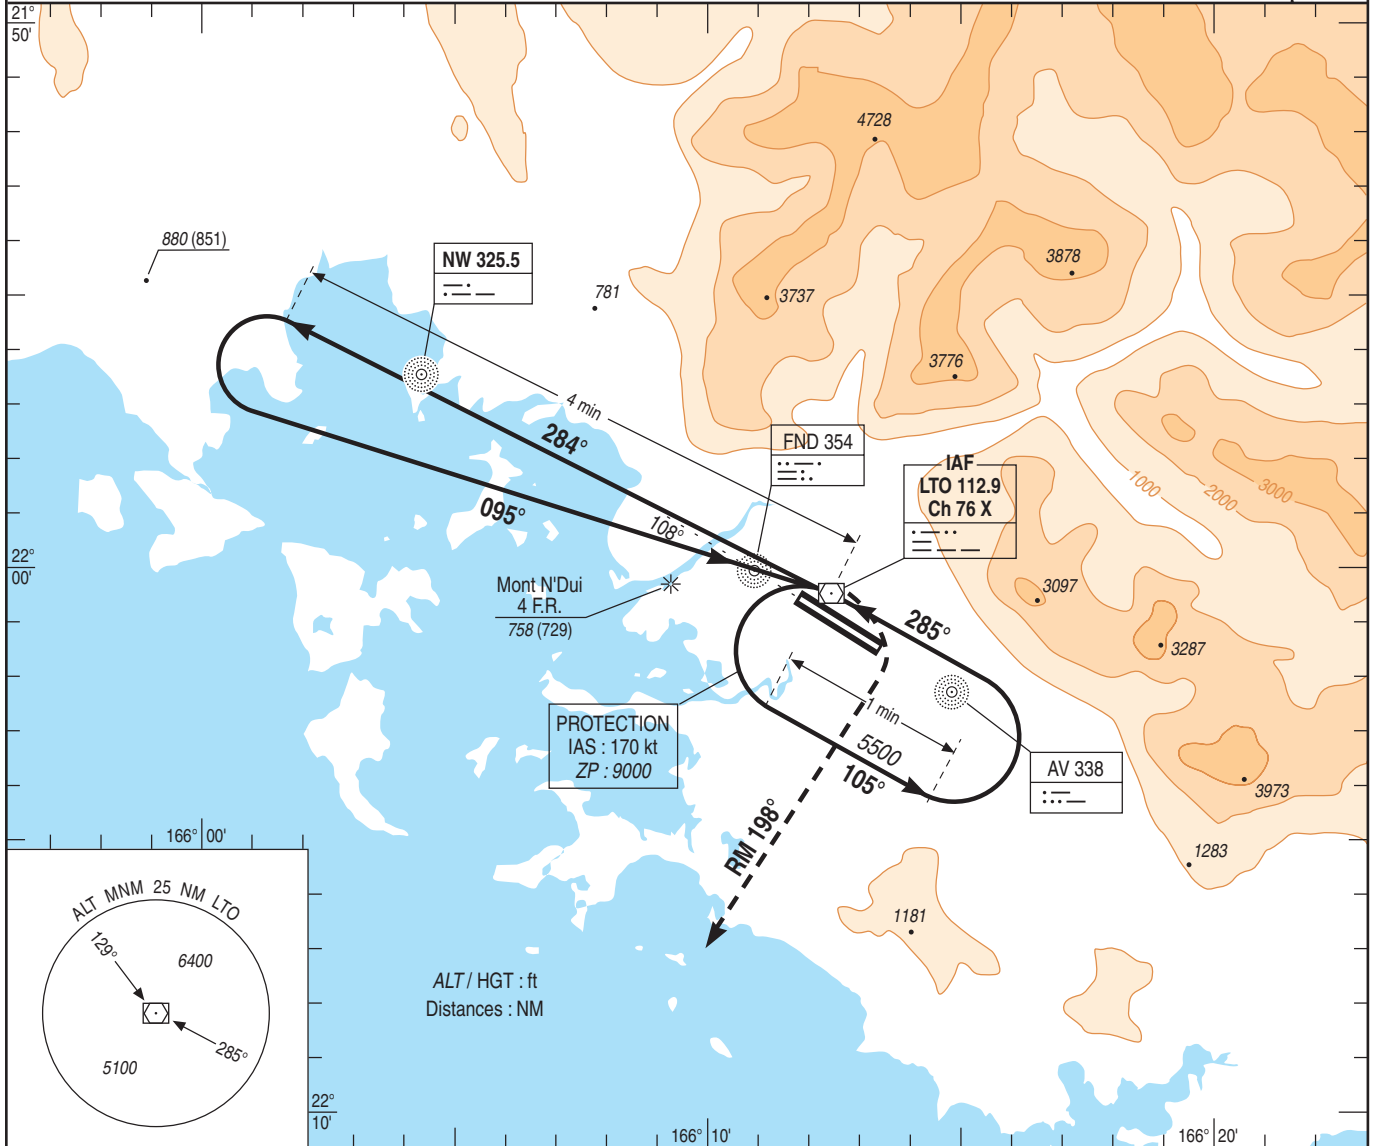 21°
50'
4728
880 (851)
NW 325.5
781
3878
3737
3776
4 min
284°
FND 354
IAF
LTO 112.9
Ch 76 X
1000
2000
3000
095°
108°
22°
00'
Mont N'Dui
4 F.R.
758 (729)
3097
285°
3287
PROTECTION
IAS : 170 kt
ZP : 9000
1 min
5500
105°
AV 338
3973
RM 198°
166° 00'
1283
ALT MNM 25 NM LTO
129°
6400
285°
5100
1181
ALT / HGT : ft
Distances : NM
22°
10'
166° 10'
166° 20'